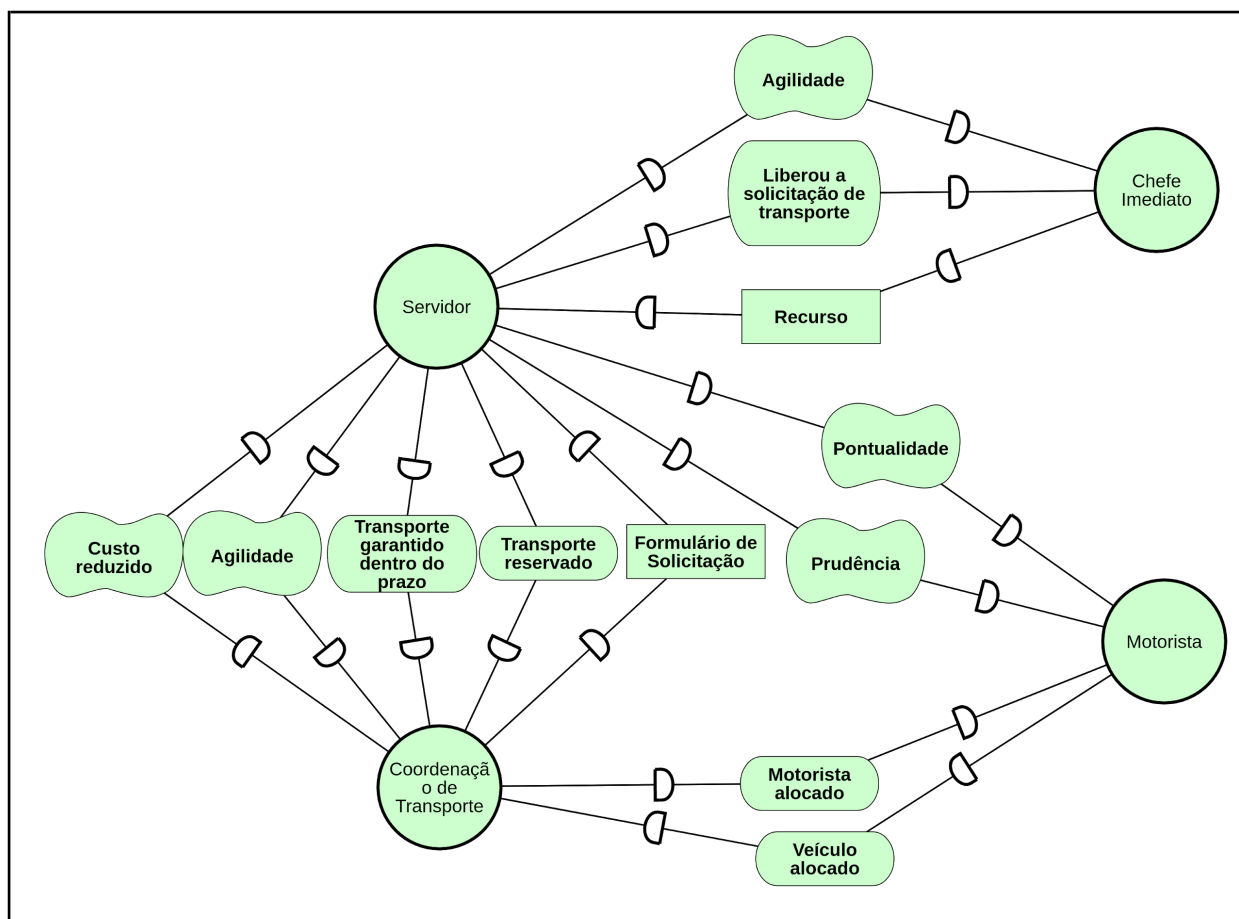 Agilidade
Liberou a
solicitação de
transporte
Chefe
Imediato
Servidor
Recurso
Pontualidade
Custo
reduzido
Agilidade
Transporte
garantido
dentro do
prazo
Transporte
reservado
Formulário de
Solicitação
Prudência
Motorista
Coordenaçã
o de
Transporte
Motorista
alocado
Veículo
alocado